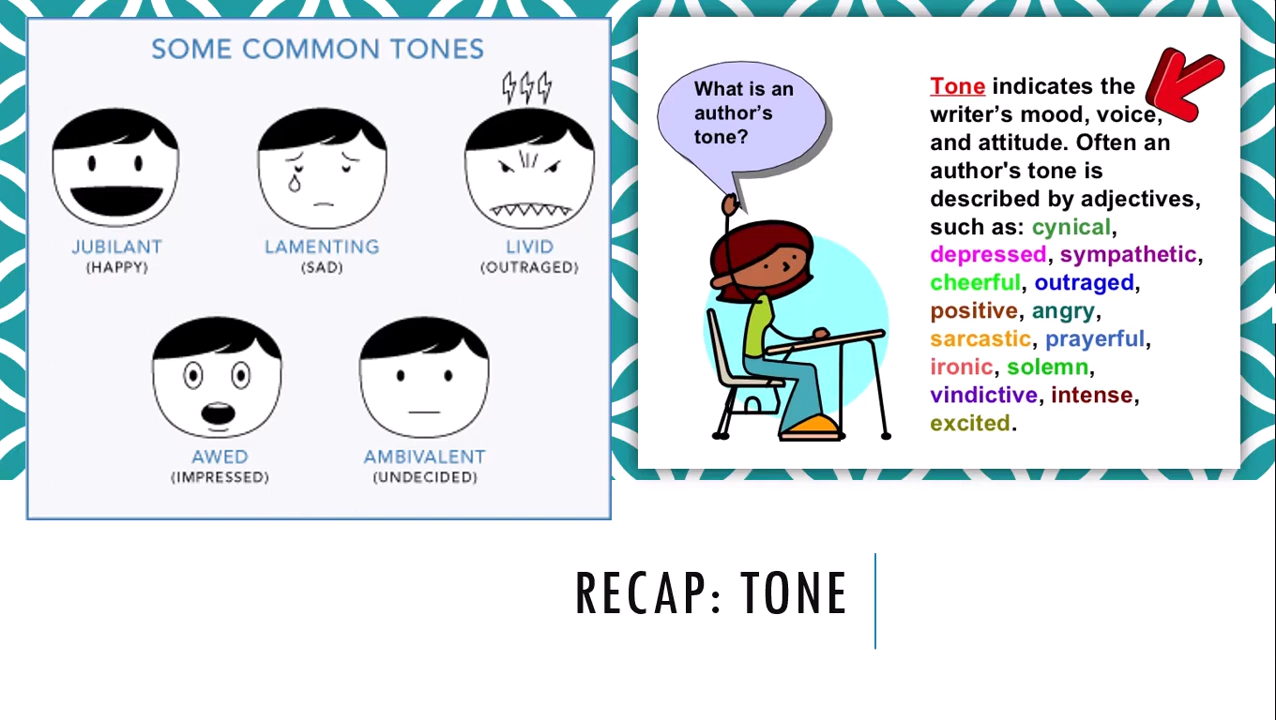 SOME COMMON TONES
JUBILANT
(HAPPY)
LAMENTING
(SAD)
LIVID
(OUTRAGED)
AWED
(IMPRESSED)
AMBIVALENT
(UNDECIDED)
What is an
author’s
tone?
Tone indicates the
writer’s mood, voice,
and attitude. Often an
author's tone is
described by adjectives,
such as: cynical,
depressed, sympathetic,
cheerful, outraged,
positive, angry,
sarcastic, prayerful,
ironic, solemn,
vindictive, intense,
excited.
RECAP: TONE